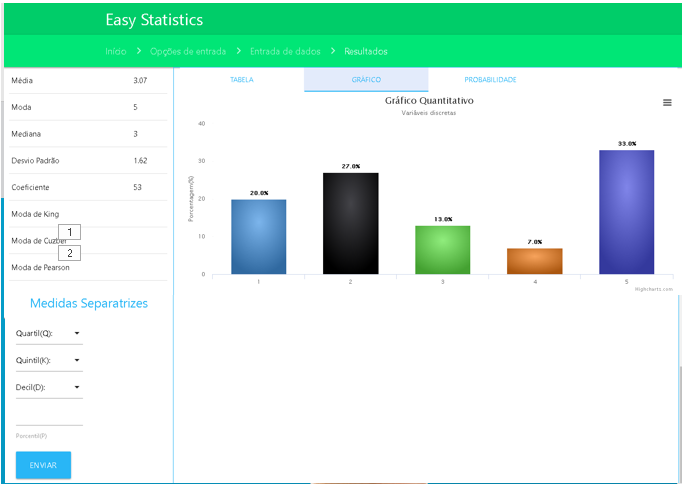 Easy Statistics
Início > Opções de entrada > Entrada de dados > Resultados
Média 3.07
Moda 5
Mediana 3
Desvio Padrão 1.62
Coeficiente 53
Moda de King
1
Moda de Cuzber
2
Moda de Pearson
Medidas Separatrizes
Quartil(Q):
Quintil(K):
Decil(D):
Porcentil(P)
ENVIAR
TABELA GRÁFICO PROBABILIDADE
Gráfico Quantitativo
Variáveis discretas
Porcentagem(%)
40
30
20
10
0
20.0%
27.0%
13.0%
7.0%
33.0%
1 2 3 4 5
Highcharts.com